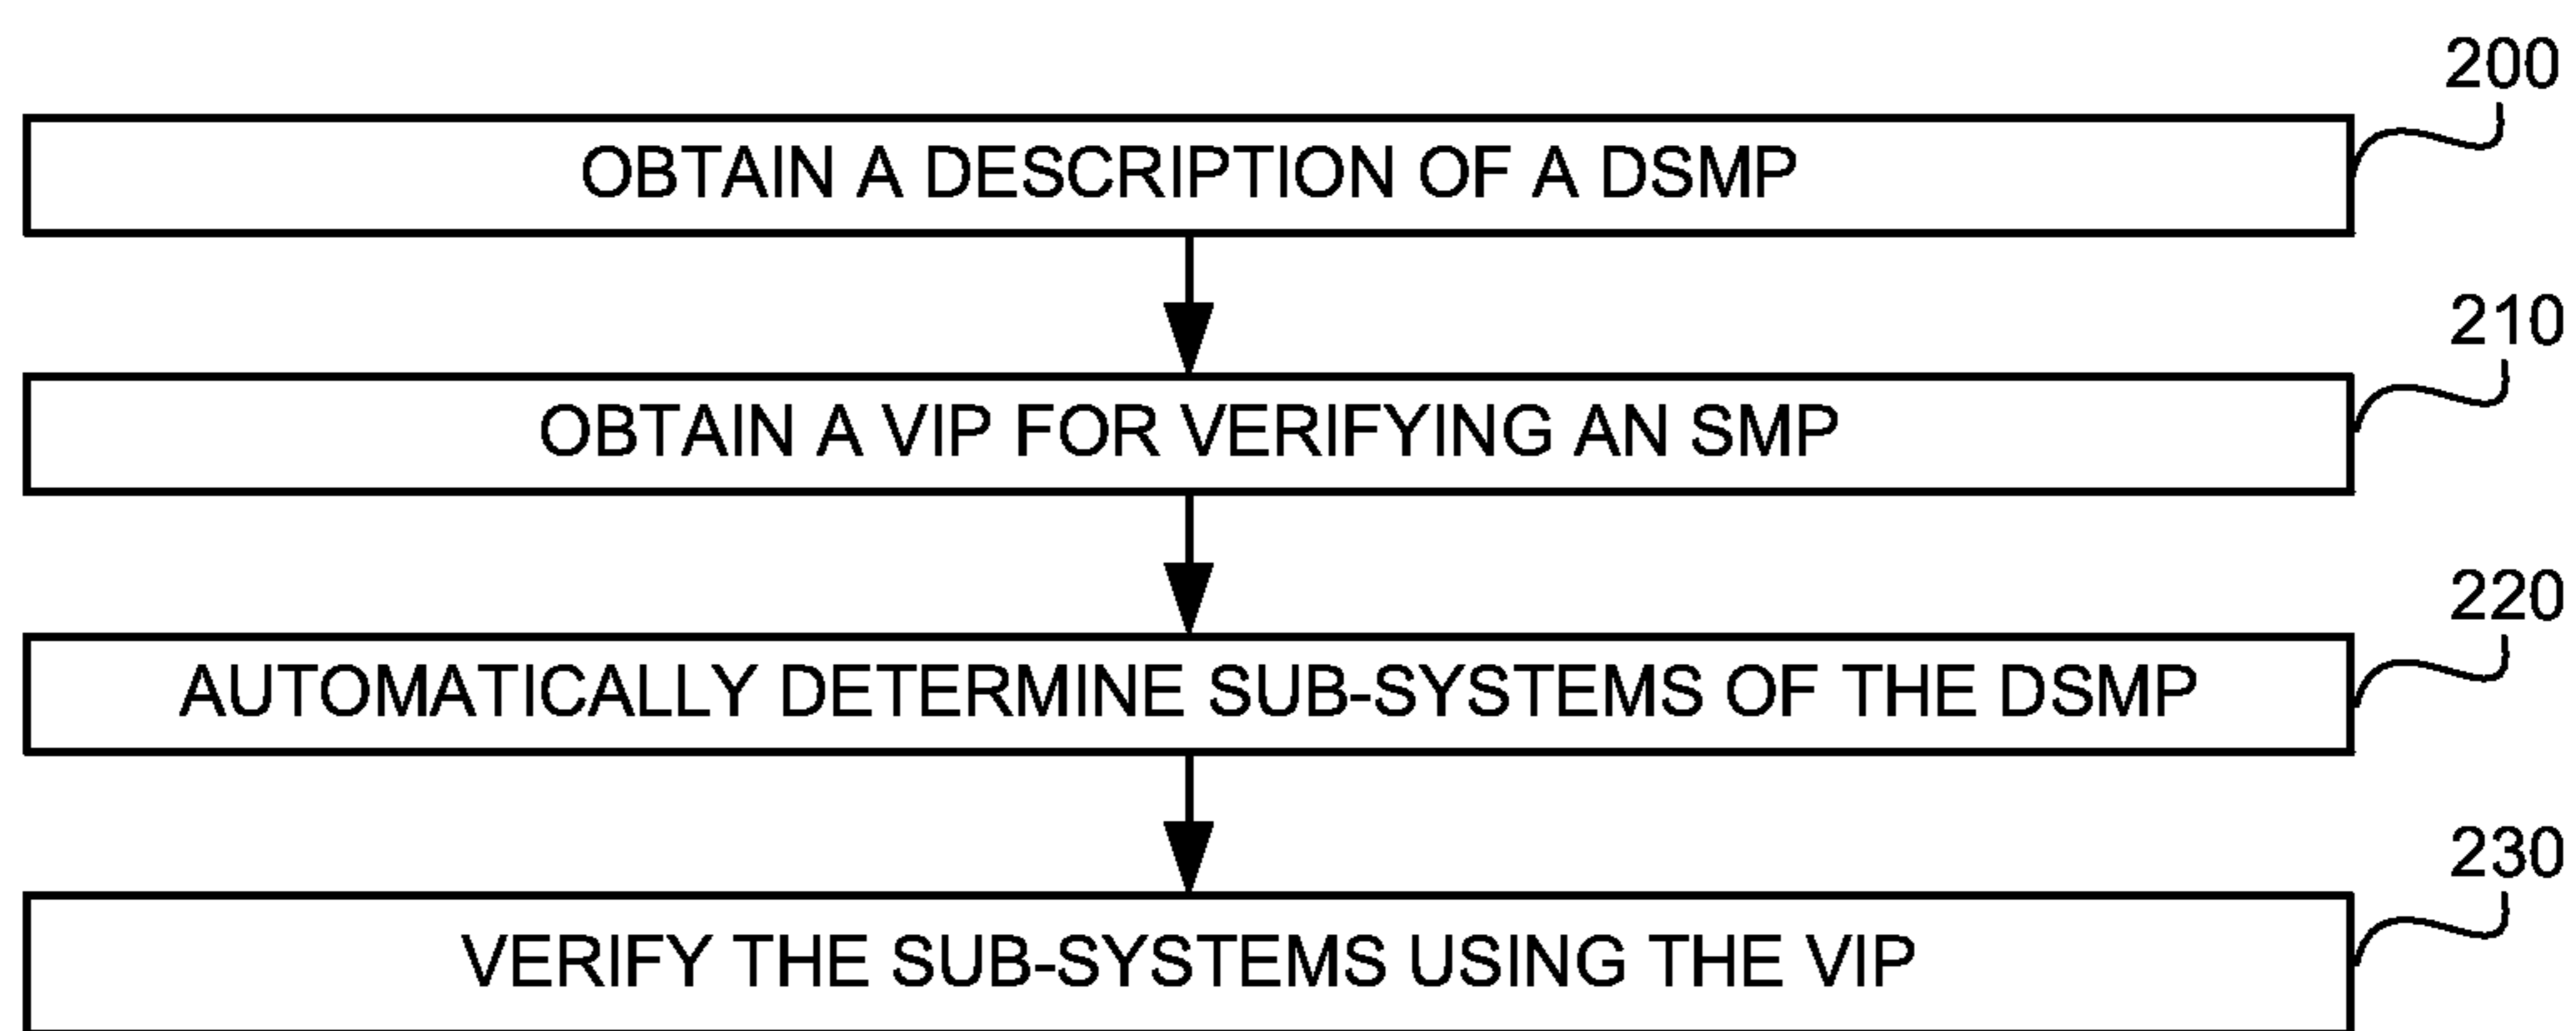 200
OBTAIN A DESCRIPTION OF A DSMP
210
OBTAIN A VIP FOR VERIFYING AN SMP
220
AUTOMATICALLY DETERMINE SUB-SYSTEMS OF THE DSMP
230
VERIFY THE SUB-SYSTEMS USING THE VIP